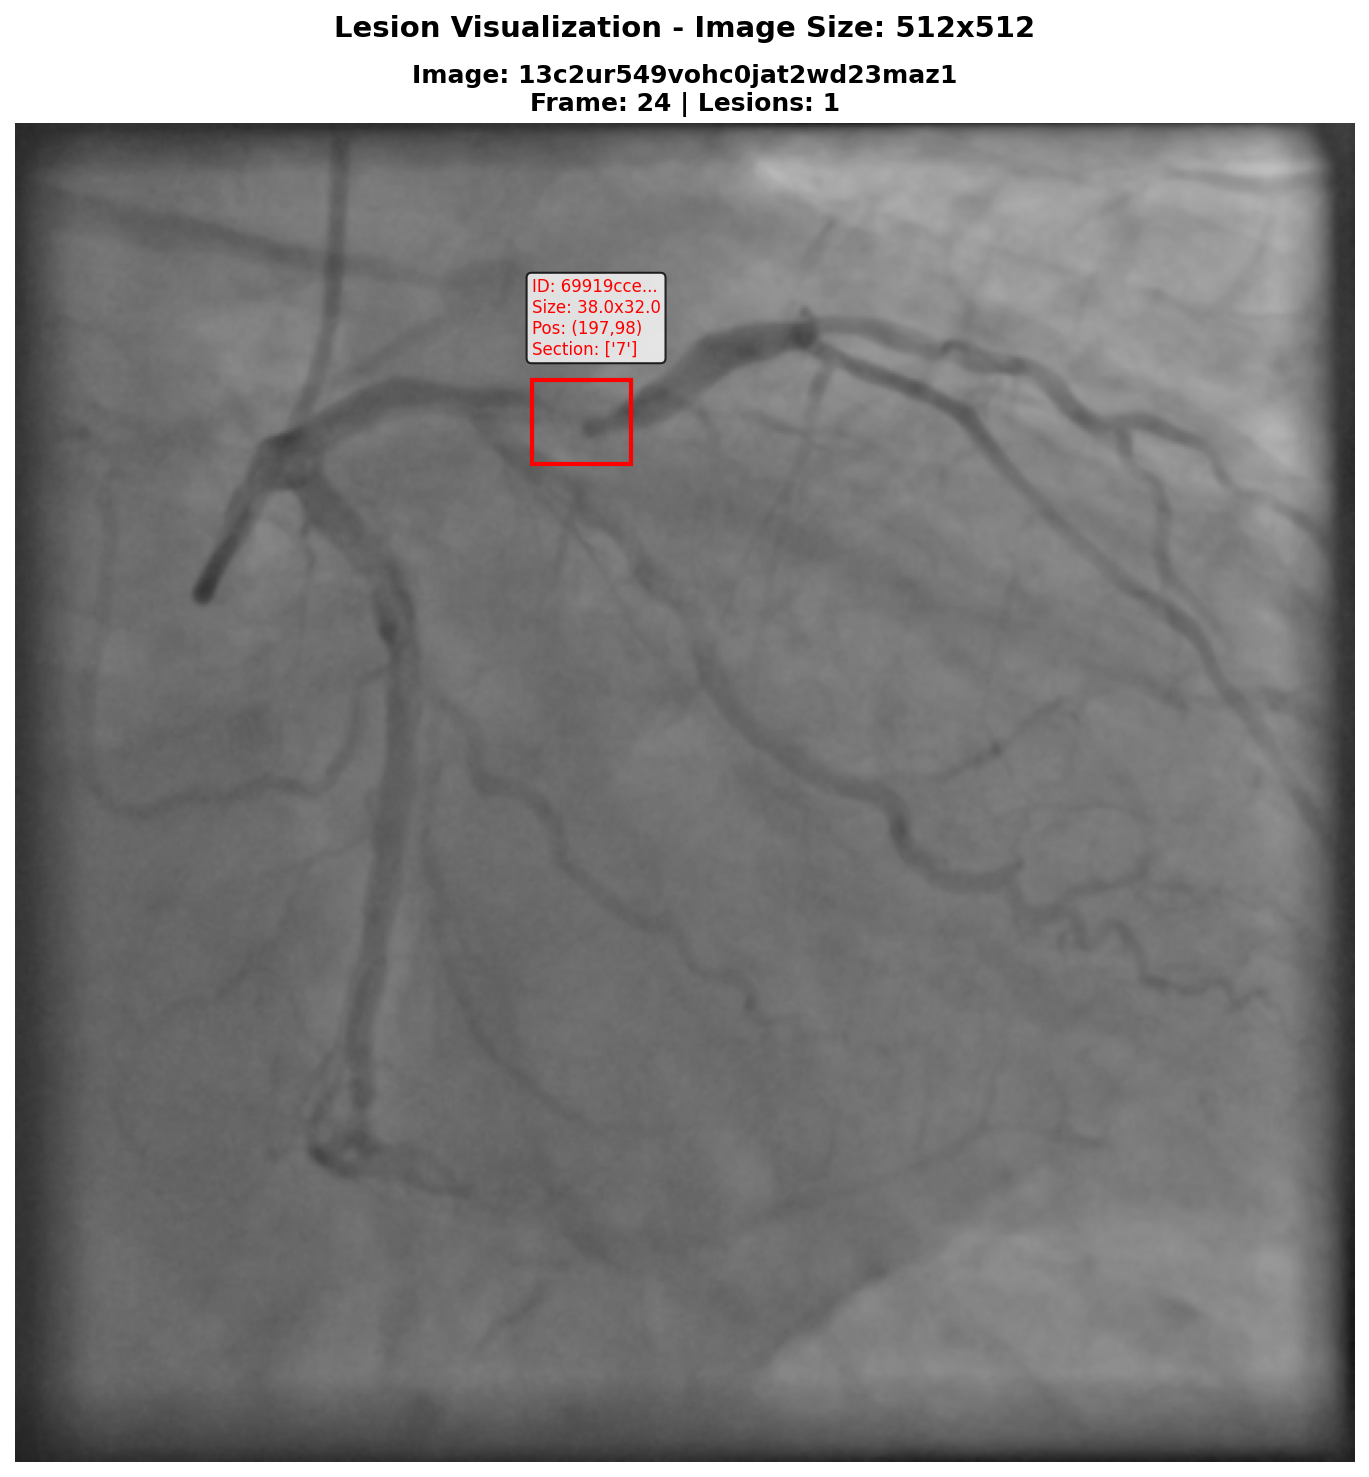 Lesion Visualization - Image Size: 512x512
Image: 13c2ur549vohc0jat2wd23maz1
Frame: 24 | Lesions: 1
ID: 69919cce...
Size: 38.0x32.0
Pos: (197,98)
Section: ['7']